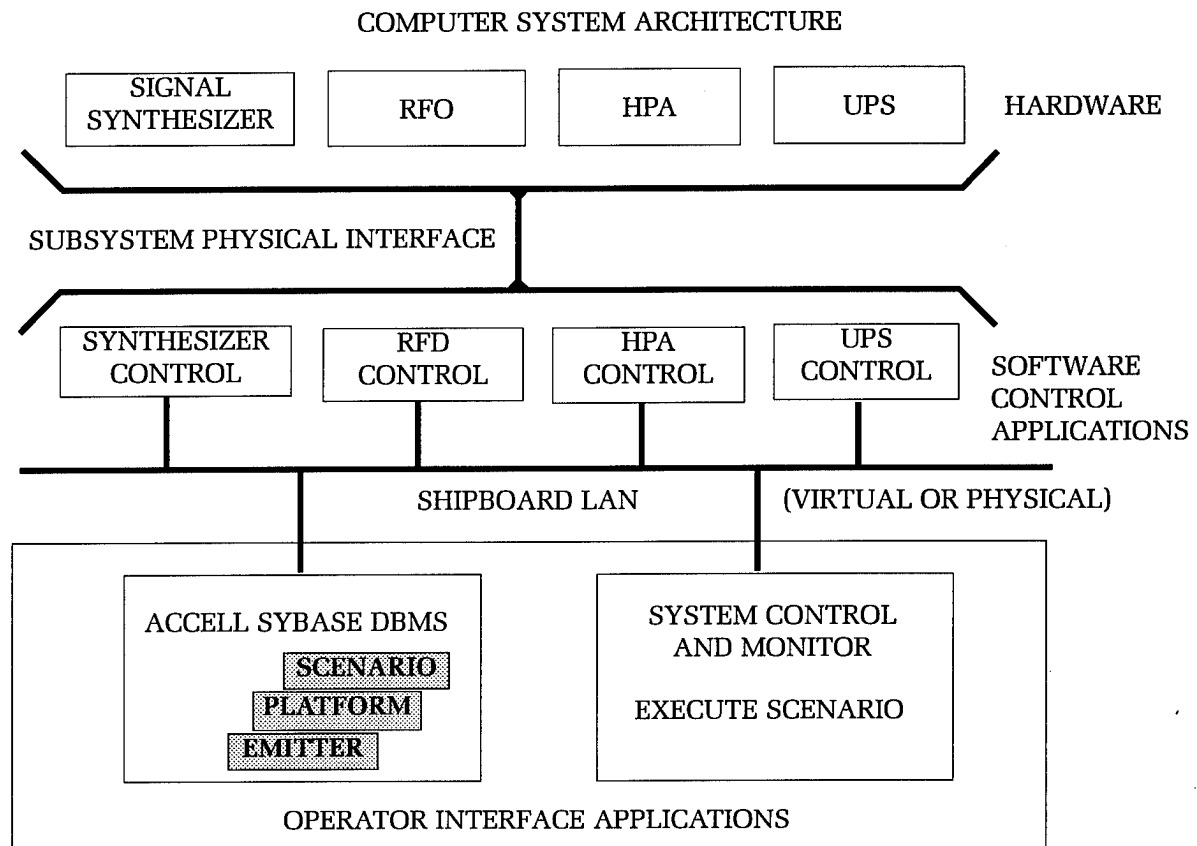 COMPUTER SYSTEM ARCHITECTURE
SIGNAL
SYNTHESIZER
RFO
HPA
UPS
HARDWARE
SUBSYSTEM PHYSICAL INTERFACE
SYNTHESIZER
CONTROL
RFD
CONTROL
HPA
CONTROL
UPS
CONTROL
SOFTWARE
CONTROL
APPLICATIONS
SHIPBOARD LAN
(VIRTUAL OR PHYSICAL)
ACCELL SYBASE DBMS
SCENARIO
PLATFORM
EMITTER
SYSTEM CONTROL
AND MONITOR
EXECUTE SCENARIO
OPERATOR INTERFACE APPLICATIONS